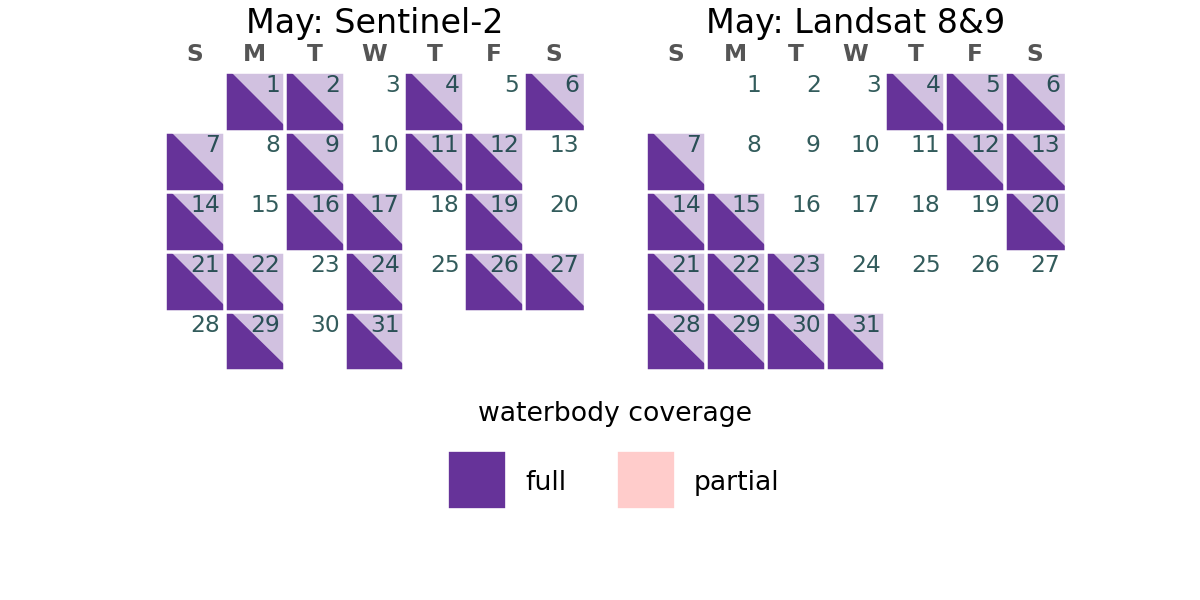 May: Sentinel-2
S M T W T F S
1 2 3 4 5 6
7 8 9 10 11 12 13
14 15 16 17 18 19 20
21 22 23 24 25 26 27
28 29 30 31
May: Landsat 8&9
S M T W T F S
1 2 3 4 5 6
7 8 9 10 11 12 13
14 15 16 17 18 19 20
21 22 23 24 25 26 27
28 29 30 31
waterbody coverage
full partial